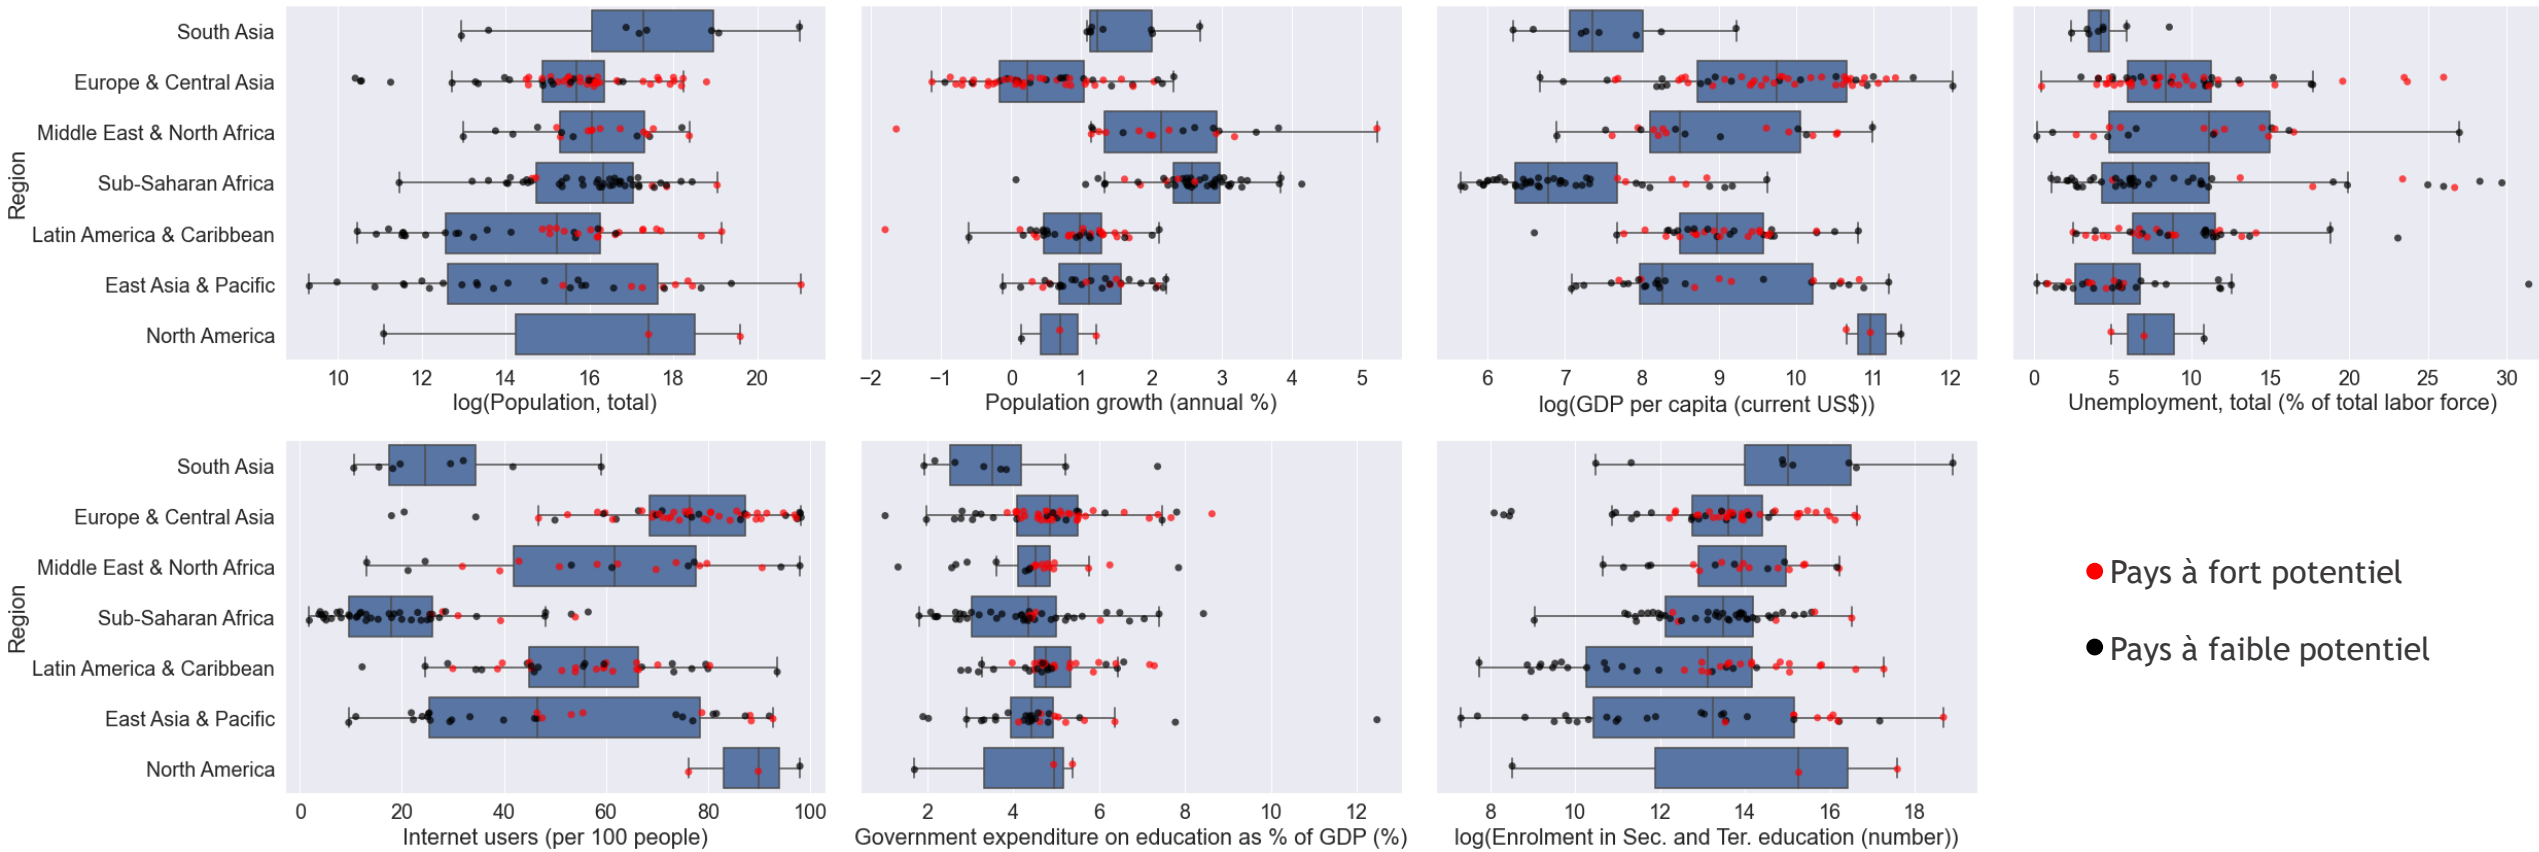 South Asia
Europe & Central Asia
Middle East & North Africa
Sub-Saharan Africa
Latin America & Caribbean
East Asia & Pacific
North America
Region
10 12 14 16 18 20
log(Population, total)
−2 −1 0 1 2 3 4 5
Population growth (annual %)
6 7 8 9 10 11 12
log(GDP per capita (current US$))
0 5 10 15 20 25 30
Unemployment, total (% of total labor force)
South Asia
Europe & Central Asia
Middle East & North Africa
Sub-Saharan Africa
Latin America & Caribbean
East Asia & Pacific
North America
Region
0 20 40 60 80 100
Internet users (per 100 people)
2 4 6 8 10 12
Government expenditure on education as % of GDP (%)
8 10 12 14 16 18
log(Enrolment in Sec. and Ter. education (number))
Pays à fort potentiel
Pays à faible potentiel